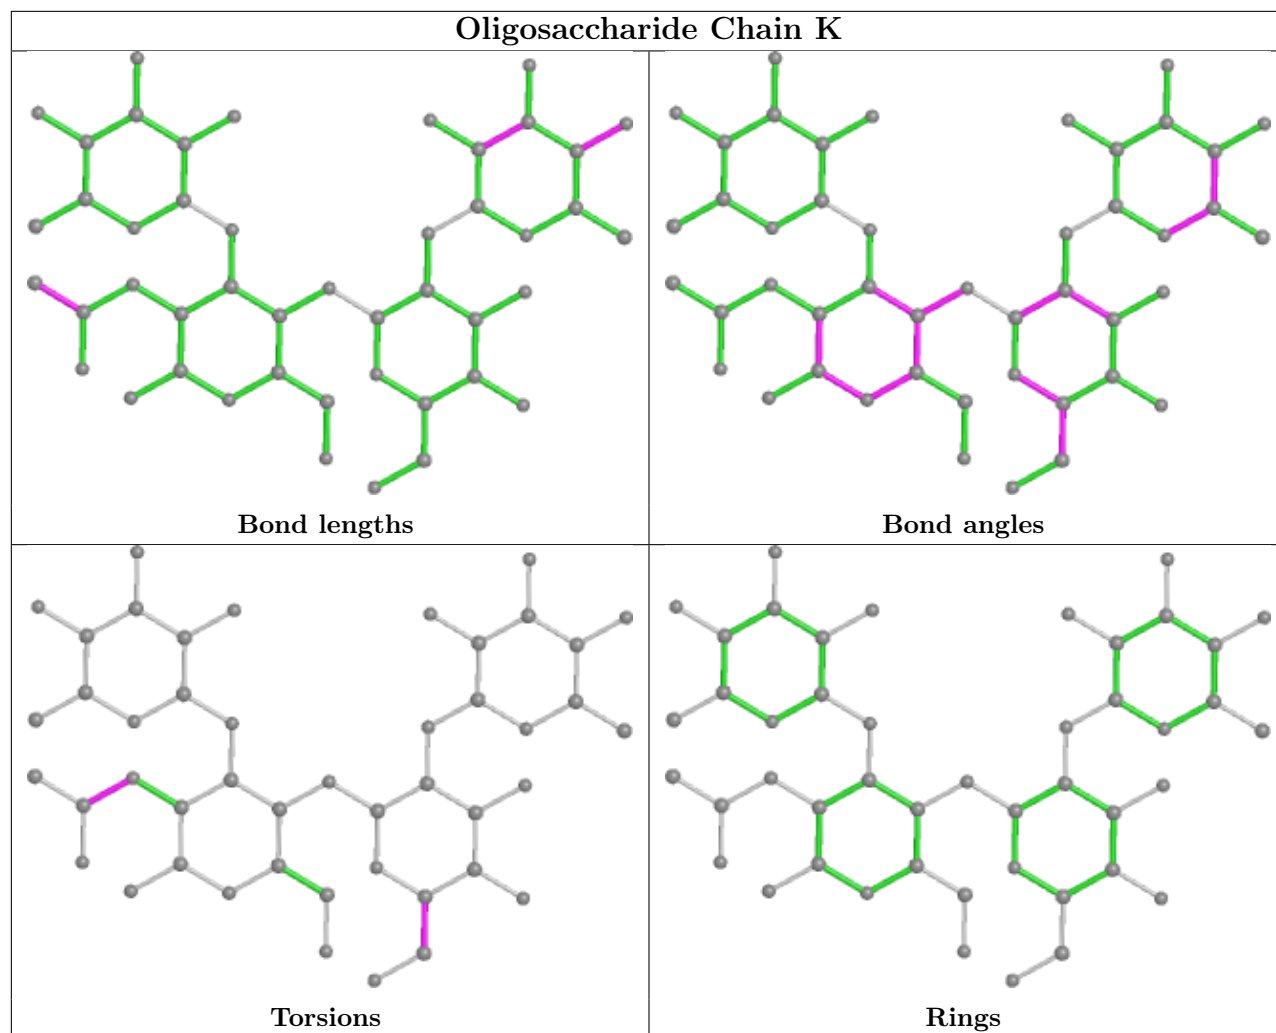 Oligosaccharide Chain K
Bond lengths
Bond angles
Torsions
Rings